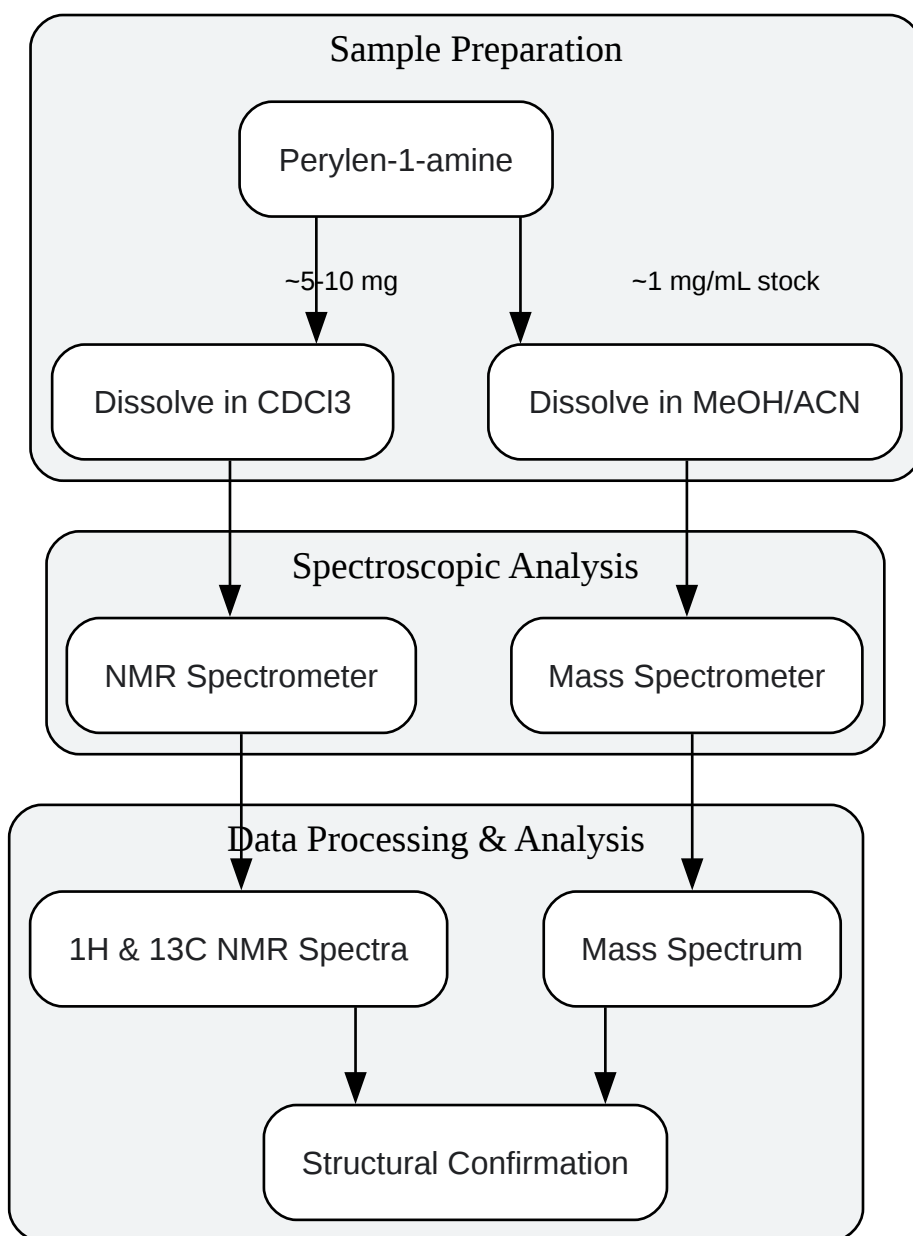 Sample Preparation
Perylen-1-amine
~5-10 mg
~1 mg/mL stock
Dissolve in CDCl3
Dissolve in MeOH/ACN
Spectroscopic Analysis
NMR Spectrometer
Mass Spectrometer
Data Processing & Analysis
1H & 13C NMR Spectra
Mass Spectrum
Structural Confirmation